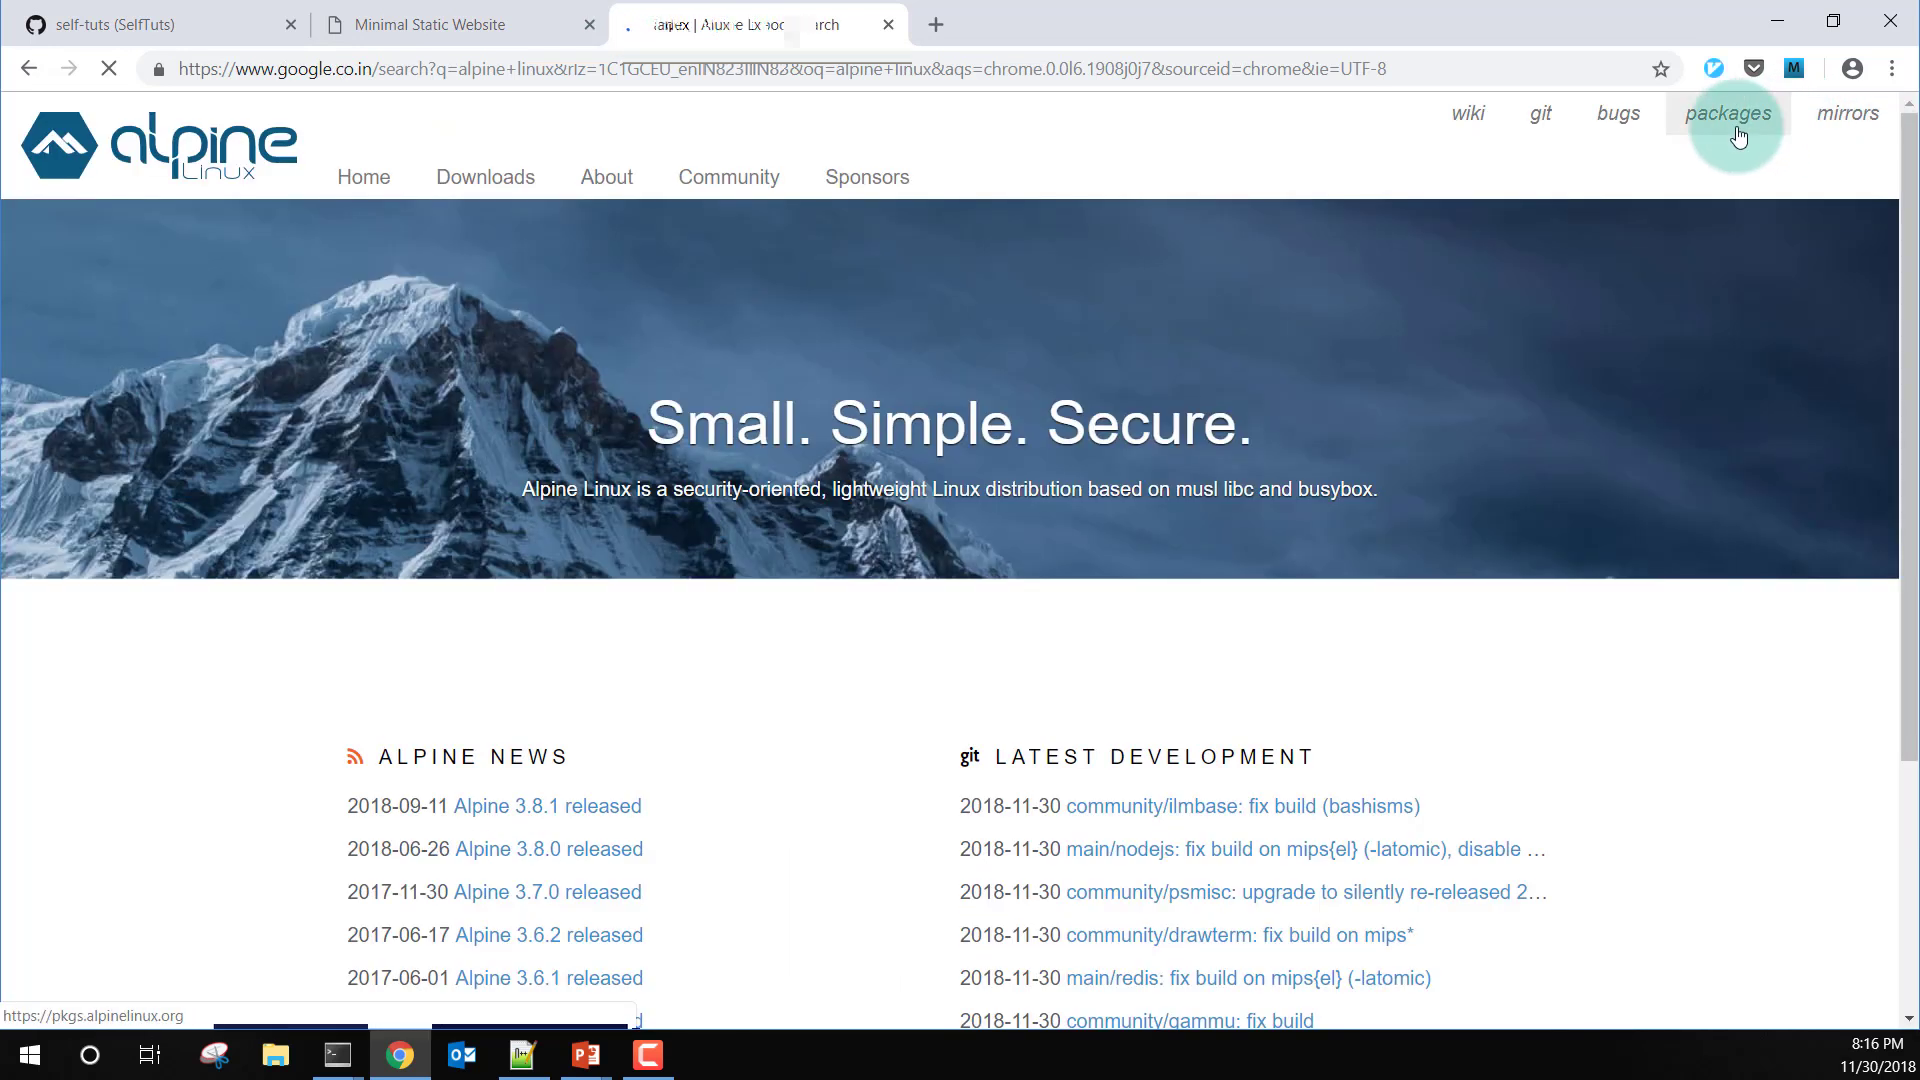 self-tuts (SelfTuts)
Minimal Static Website
https://www.google.co.in/search?q=alpine+linux&rlz=1C1GCEU_enIN823IN823&oq=alpine+linux&aqs=chrome.0.0l6.1908j0j7&sourceid=chrome&ie=UTF-8
M
wiki
git
bugs
packages
mirrors
alpine
Linux
Home
Downloads
About
Community
Sponsors
Small. Simple. Secure.
Alpine Linux is a security-oriented, lightweight Linux distribution based on musl libc and busybox.
ALPINE NEWS
2018-09-11 Alpine 3.8.1 released
2018-06-26 Alpine 3.8.0 released
2017-11-30 Alpine 3.7.0 released
2017-06-17 Alpine 3.6.2 released
2017-06-01 Alpine 3.6.1 released
git LATEST DEVELOPMENT
2018-11-30 community/ilmbase: fix build (bashisms)
2018-11-30 main/nodejs: fix build on mips{el} (-latomic), disable …
2018-11-30 community/psmisc: upgrade to silently re-released 2…
2018-11-30 community/drawterm: fix build on mips*
2018-11-30 main/redis: fix build on mips{el} (-latomic)
2018-11-30 community/gammu: fix build
https://pkgs.alpinelinux.org
8:16 PM
11/30/2018